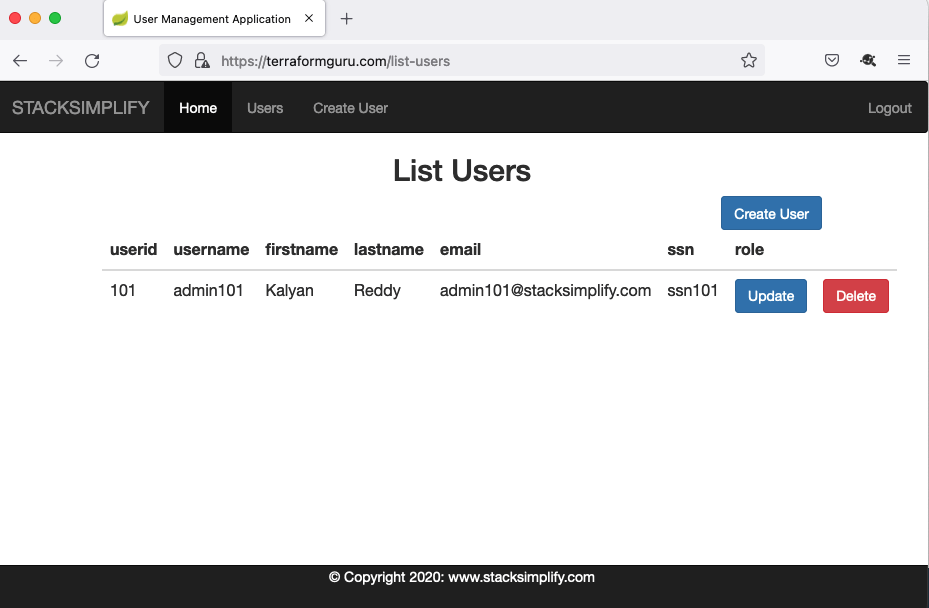 User Management Application
https://terraformguru.com/list-users
STACKSIMPLIFY Home Users Create User Logout
List Users
Create User
userid username firstname lastname email ssn role
101 admin101 Kalyan Reddy admin101@stacksimplify.com ssn101 Update Delete
© Copyright 2020: www.stacksimplify.com